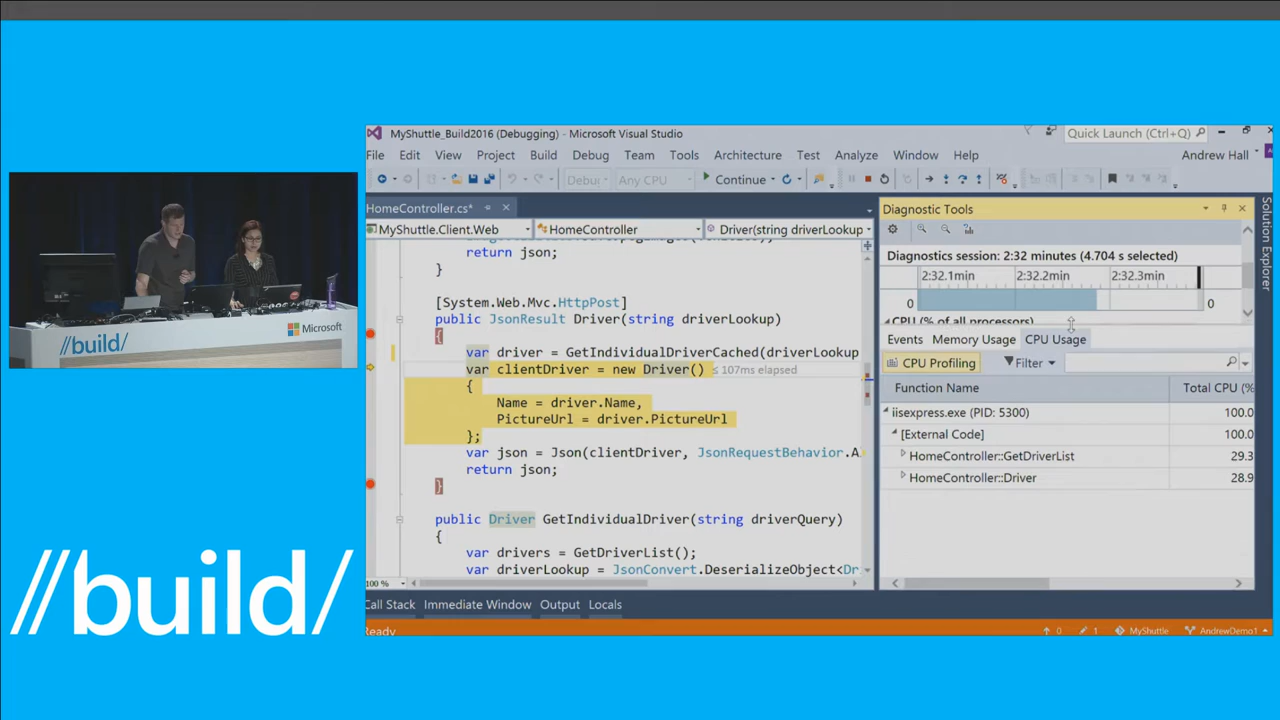 MyShuttle_Build2016 (Debugging) - Microsoft Visual Studio
Quick Launch (Ctrl+Q)
File Edit View Project Build Debug Team Tools Architecture Test Analyze Window Help
Andrew Hall
Debu Any CPU Continue
HomeController.cs*
MyShuttle.Client.Web HomeController Driver(string driverLookup
return json;
}
[System.Web.Mvc.HttpPost]
public JsonResult Driver(string driverLookup)
{
var driver = GetIndividualDriverCached(driverLookup
var clientDriver = new Driver() ≤ 107ms elapsed
{
Name = driver.Name,
PictureUrl = driver.PictureUrl
};
var json = Json(clientDriver, JsonRequestBehavior.A
return json;
}
public Driver GetIndividualDriver(string driverQuery)
{
var drivers = GetDriverList();
var driverLookup = JsonConvert.DeserializeObject<Dr
100 %
Call Stack Immediate Window Output Locals
Ready
0 1 MyShuttle AndrewDemo1
Diagnostic Tools
Diagnostics session: 2:32 minutes (4.704 s selected)
2:32.1min 2:32.2min 2:32.3min
0 0
CPU (% of all processors)
Events Memory Usage CPU Usage
CPU Profiling Filter
Function Name Total CPU (%
iisexpress.exe (PID: 5300) 100.0
[External Code] 100.0
HomeController::GetDriverList 29.3
HomeController::Driver 28.9
Solution Explorer
//build/
Microsoft
//build/